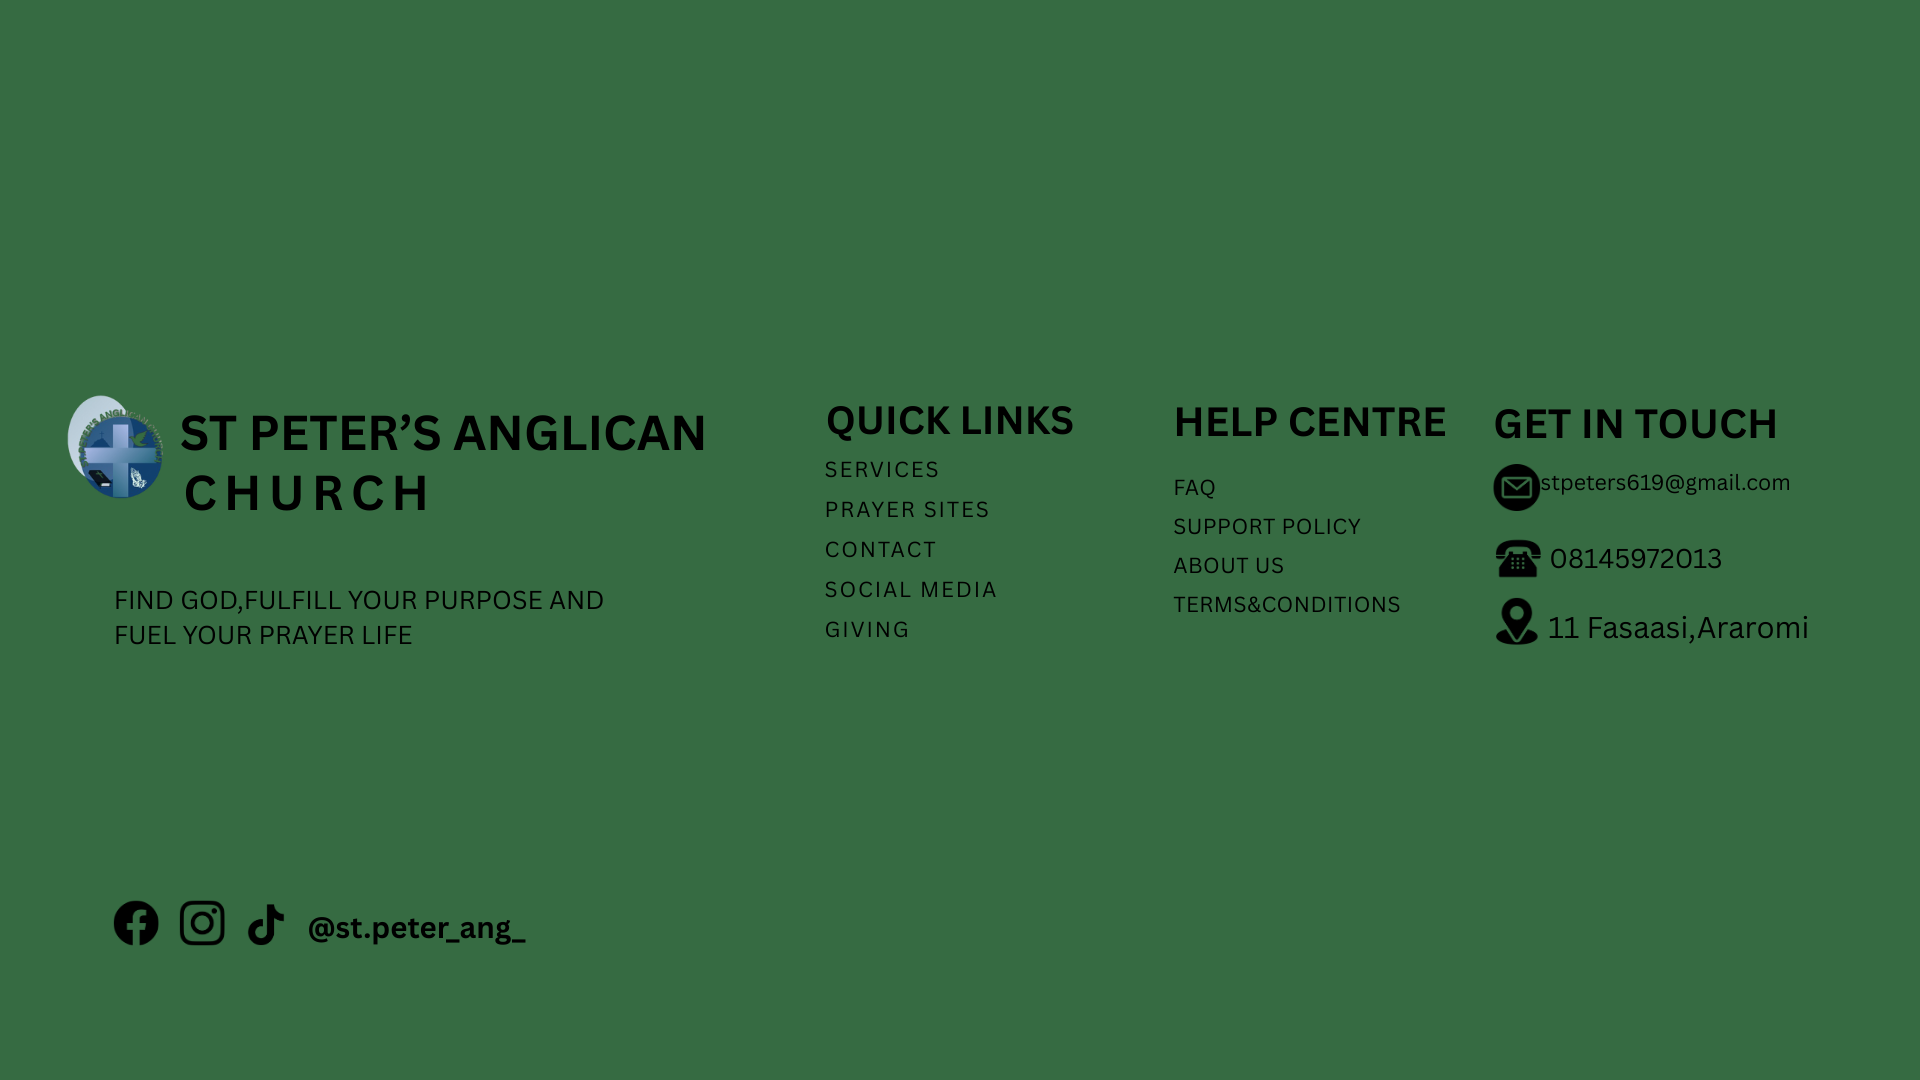 ST PETER’S ANGLICAN
CHURCH
FIND GOD,FULFILL YOUR PURPOSE AND
FUEL YOUR PRAYER LIFE
QUICK LINKS
SERVICES
PRAYER SITES
CONTACT
SOCIAL MEDIA
GIVING
HELP CENTRE
FAQ
SUPPORT POLICY
ABOUT US
TERMS&CONDITIONS
GET IN TOUCH
stpeters619@gmail.com
08145972013
11 Fasaasi,Araromi
@st.peter_ang_